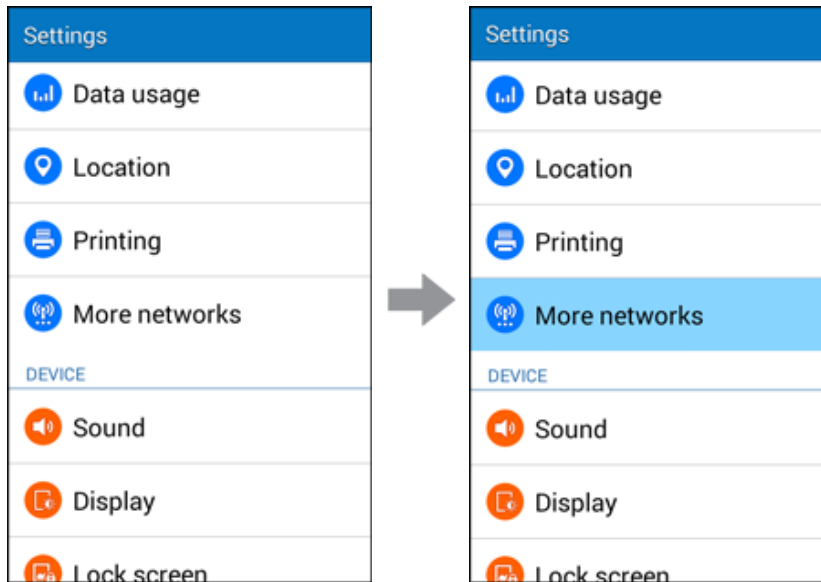 Settings
Data usage
Location
Printing
More networks
DEVICE
Sound
Display
Lock screen
Settings
Data usage
Location
Printing
More networks
DEVICE
Sound
Display
Lock screen